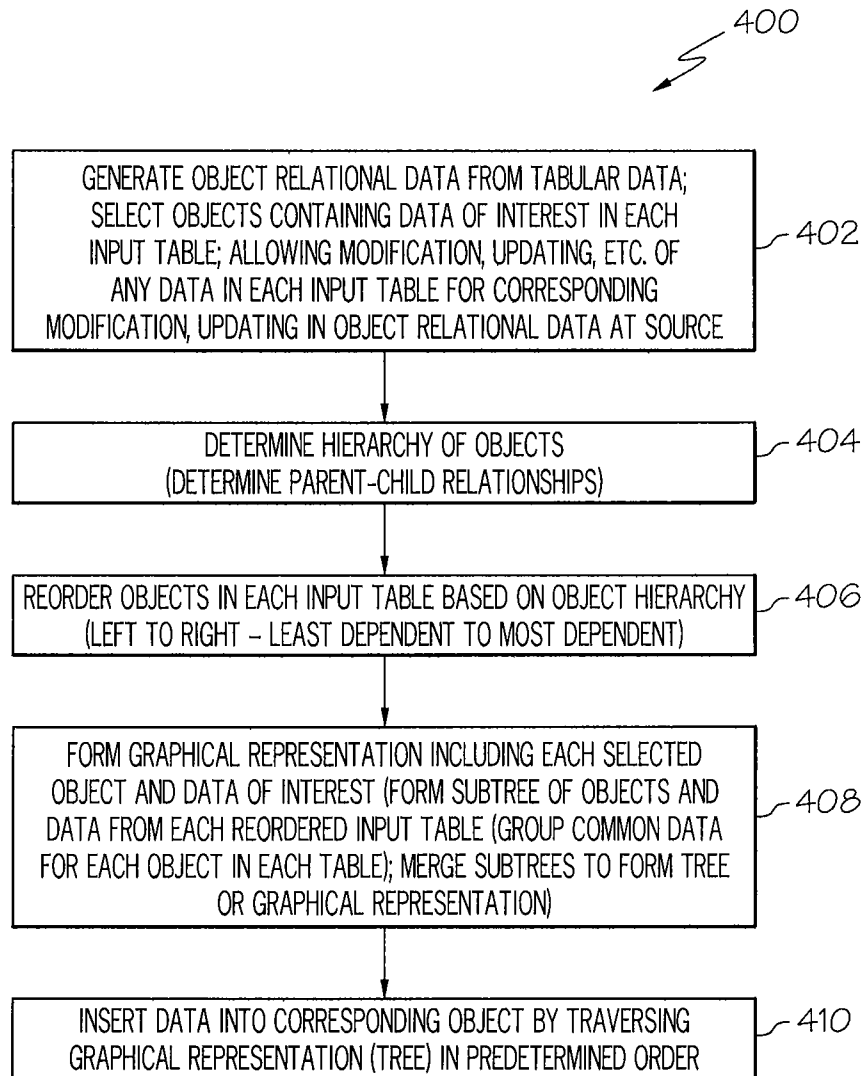 400
GENERATE OBJECT RELATIONAL DATA FROM TABULAR DATA;
SELECT OBJECTS CONTAINING DATA OF INTEREST IN EACH
INPUT TABLE; ALLOWING MODIFICATION, UPDATING, ETC. OF
ANY DATA IN EACH INPUT TABLE FOR CORRESPONDING
MODIFICATION, UPDATING IN OBJECT RELATIONAL DATA AT SOURCE
402
DETERMINE HIERARCHY OF OBJECTS
(DETERMINE PARENT-CHILD RELATIONSHIPS)
404
REORDER OBJECTS IN EACH INPUT TABLE BASED ON OBJECT HIERARCHY
(LEFT TO RIGHT – LEAST DEPENDENT TO MOST DEPENDENT)
406
FORM GRAPHICAL REPRESENTATION INCLUDING EACH SELECTED
OBJECT AND DATA OF INTEREST (FORM SUBTREE OF OBJECTS AND
DATA FROM EACH REORDERED INPUT TABLE (GROUP COMMON DATA
FOR EACH OBJECT IN EACH TABLE); MERGE SUBTREES TO FORM TREE
OR GRAPHICAL REPRESENTATION)
408
INSERT DATA INTO CORRESPONDING OBJECT BY TRAVERSING
GRAPHICAL REPRESENTATION (TREE) IN PREDETERMINED ORDER
410